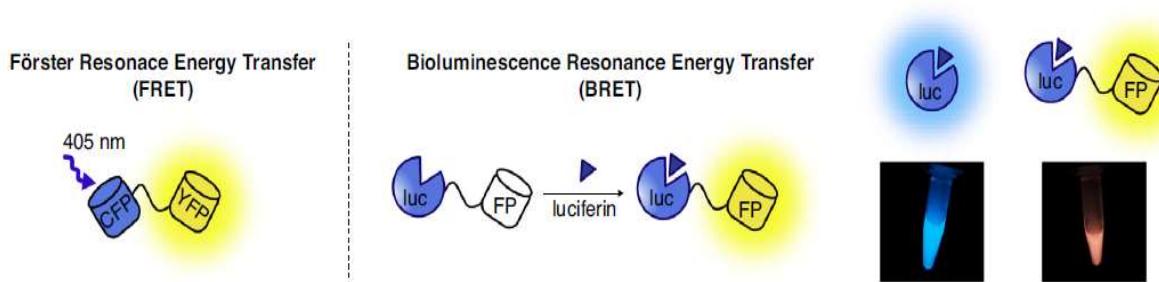 Förster Resonace Energy Transfer
(FRET)
405 nm
CFP
YFP
Bioluminescence Resonance Energy Transfer
(BRET)
luc
FP
luciferin
luc
FP
luc
luc
FP